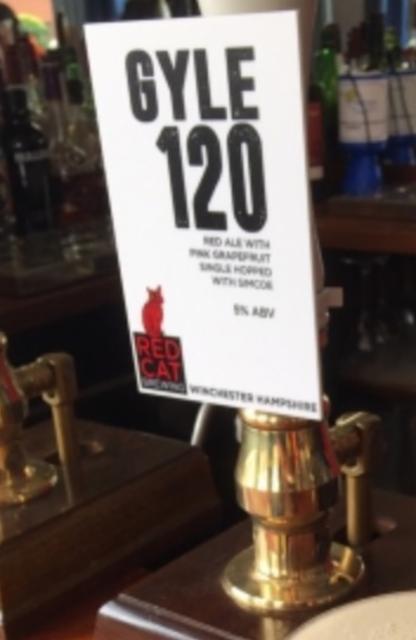 GYLE
120
RED ALE WITH
PINK GRAPEFRUIT
SINGLE HOPPED
WITH SIMCOE
5% ABV
RED
CAT
BREWING
WINCHESTER HAMPSHIRE